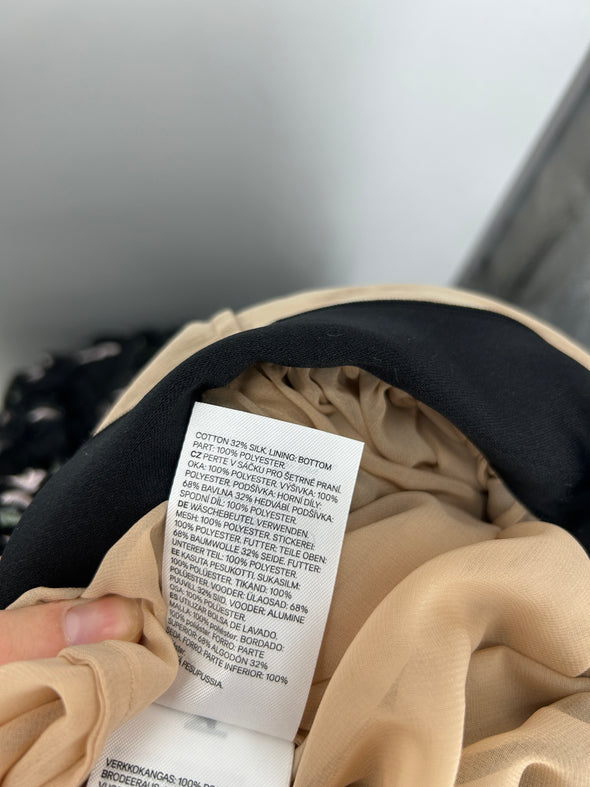 COTTON 32% SILK. LINING: BOTTOM
PART: 100% POLYESTER.
CZ PERTE V SÁČKU PRO ŠETRNÉ PRANÍ.
OKA: 100% POLYESTER. VÝŠIVKA: 100%
POLYESTER. PODŠÍVKA: HORNÍ DÍLY:
68% BAVLNA 32% HEDVÁBÍ. PODŠÍVKA:
SPODNÍ DÍL: 100% POLYESTER.
DE WÄSCHEBEUTEL VERWENDEN.
MESH: 100% POLYESTER. STICKEREI:
100% POLYESTER. FUTTER: TEILE OBEN:
68% BAUMWOLLE 32% SEIDE. FUTTER:
UNTERER TEIL: 100% POLYESTER.
EE KASUTA PESUKOTTI. SUKASILM:
100% POLÜESTER. TIKAND: 100%
POLÜESTER. VOODER: ÜLAOSAD: 68%
PUUVILL 32% SIID. VOODER: ALUMINE
OSA: 100% POLÜESTER.
ES UTILIZAR BOLSA DE LAVADO.
MALLA: 100% poliéster. BORDADO:
100% poliéster. FORRO: PARTE
SUPERIOR: 68% ALGODÓN 32%
SEDA. FORRO: PARTE INFERIOR: 100%
PESUPUSSIA.
VERKKOKANGAS: 100%
BRODEERAUS